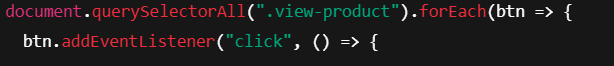 document.querySelectorAll(".view-product").forEach(btn => {
  btn.addEventListener("click", () => {